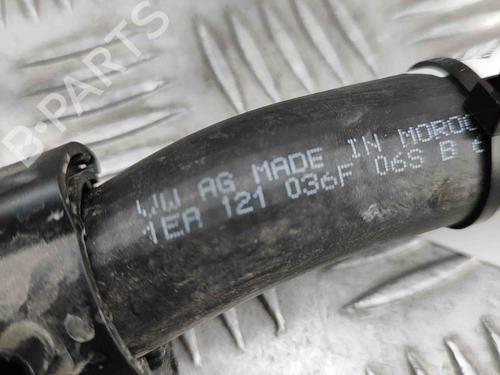 B-PARTS
VW AG MADE IN MOROC
1EA 121 036F 06S B